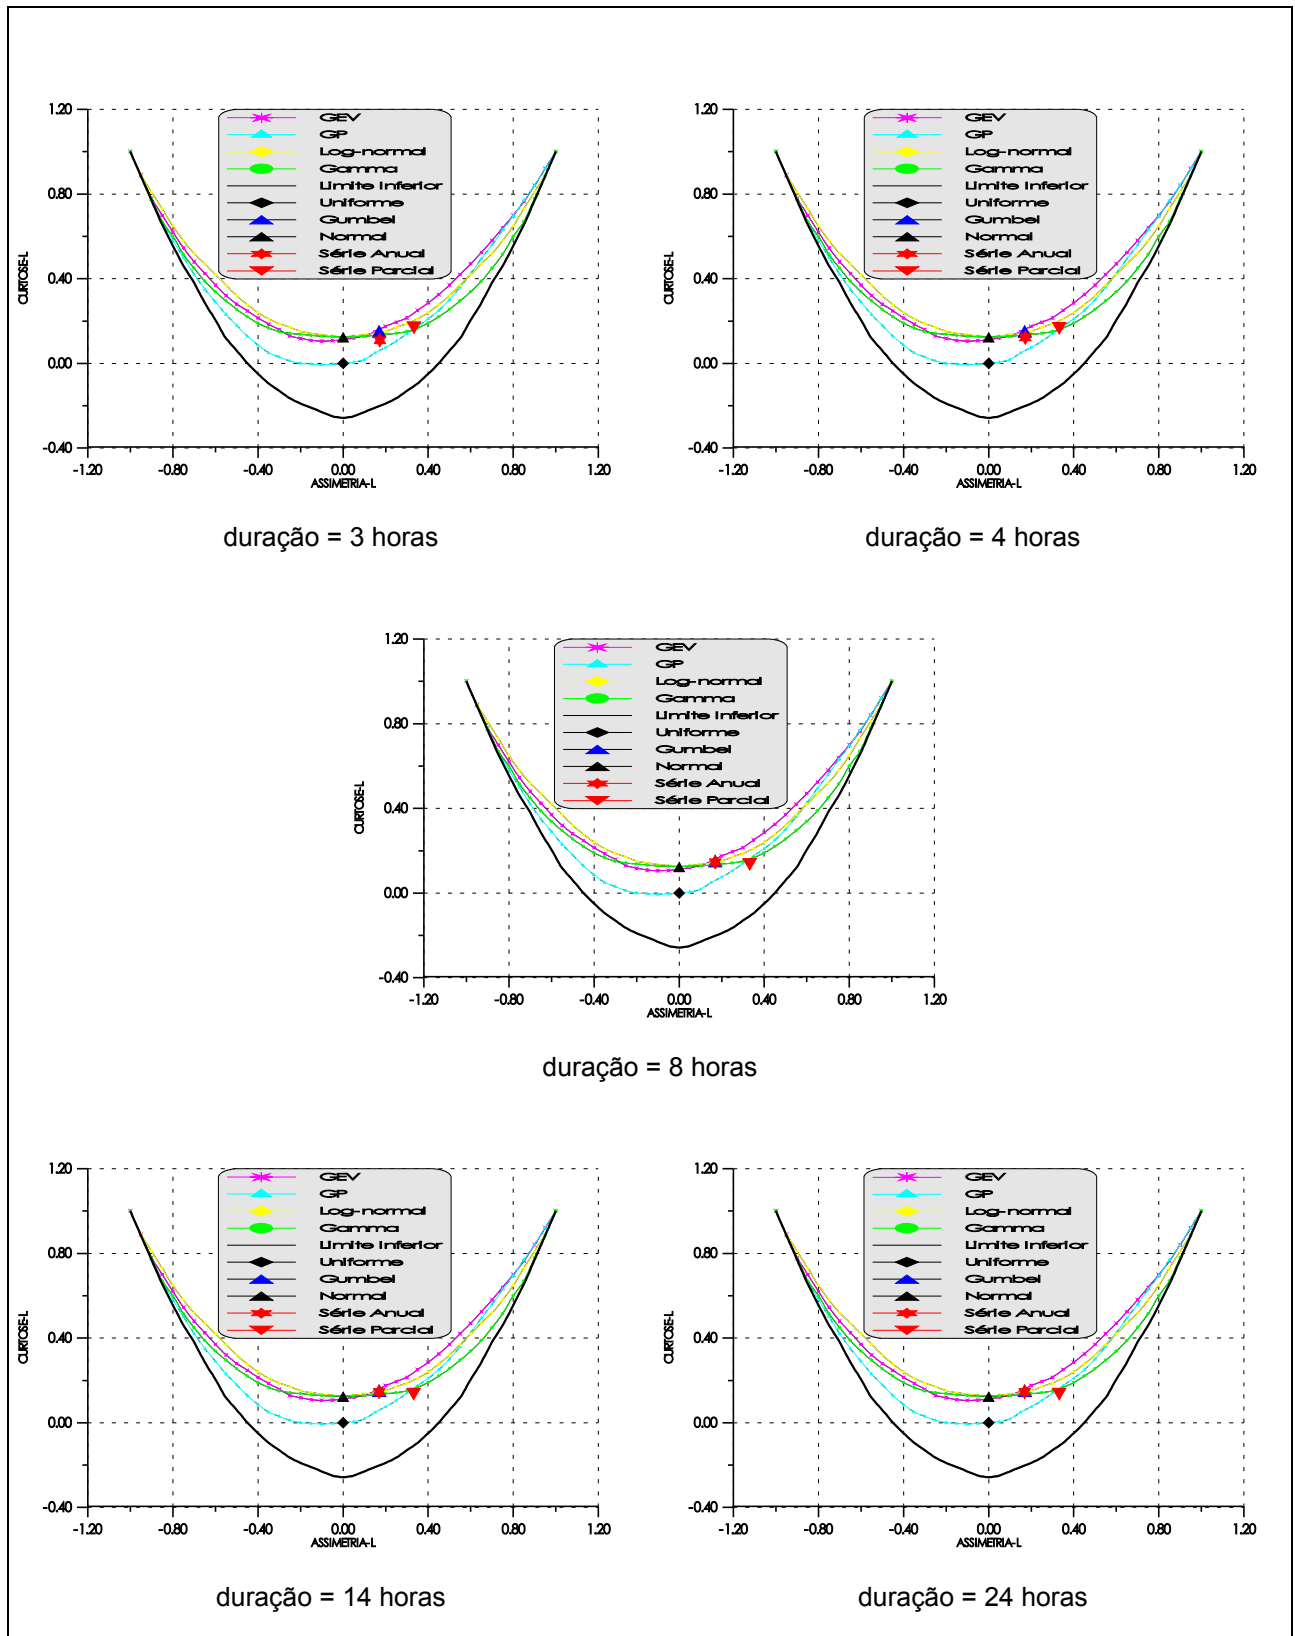 1.20
0.80
0.40
0.00
-0.40
CURTOSE-L
-1.20 -0.80 -0.40 0.00 0.40 0.80 1.20
ASSIMETRIA-L
GEV
GP
Log-normal
Gamma
Limite Inferior
Uniforme
Gumbel
Normal
Série Anual
Série Parcial
duração = 3 horas
1.20
0.80
0.40
0.00
-0.40
CURTOSE-L
-1.20 -0.80 -0.40 0.00 0.40 0.80 1.20
ASSIMETRIA-L
GEV
GP
Log-normal
Gamma
Limite Inferior
Uniforme
Gumbel
Normal
Série Anual
Série Parcial
duração = 4 horas
1.20
0.80
0.40
0.00
-0.40
CURTOSE-L
-1.20 -0.80 -0.40 0.00 0.40 0.80 1.20
ASSIMETRIA-L
GEV
GP
Log-normal
Gamma
Limite Inferior
Uniforme
Gumbel
Normal
Série Anual
Série Parcial
duração = 8 horas
1.20
0.80
0.40
0.00
-0.40
CURTOSE-L
-1.20 -0.80 -0.40 0.00 0.40 0.80 1.20
ASSIMETRIA-L
GEV
GP
Log-normal
Gamma
Limite Inferior
Uniforme
Gumbel
Normal
Série Anual
Série Parcial
duração = 14 horas
1.20
0.80
0.40
0.00
-0.40
CURTOSE-L
-1.20 -0.80 -0.40 0.00 0.40 0.80 1.20
ASSIMETRIA-L
GEV
GP
Log-normal
Gamma
Limite Inferior
Uniforme
Gumbel
Normal
Série Anual
Série Parcial
duração = 24 horas